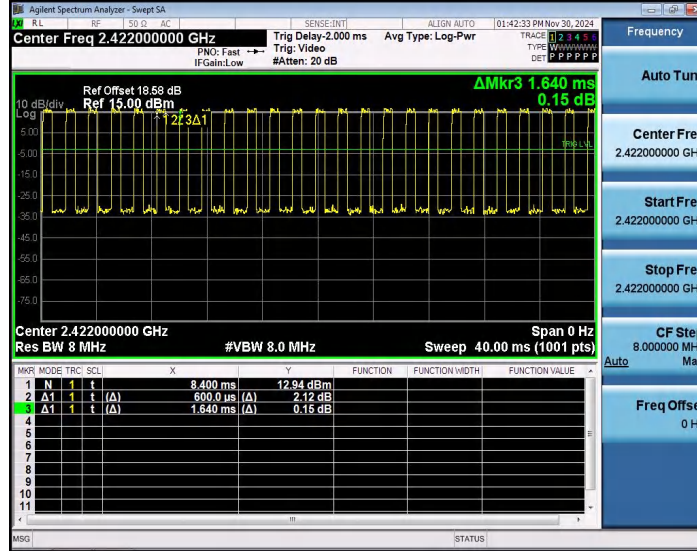 Agilent Spectrum Analyzer - Swept SA
LXI RL RF 50 Ω AC SENSE:INT ALIGN AUTO 01:42:33 PM Nov 30, 2024
Center Freq 2.422000000 GHz
PNO: Fast
IFGain:Low
Trig Delay-2.000 ms
Trig: Video
#Atten: 20 dB
Avg Type: Log-Pwr
TRACE 1 2 3 4 5 6
TYPE WWWWWW
DET P P P P P P
Frequency
Auto Tun
Center Fre
2.422000000 GH
Start Fre
2.422000000 GH
Stop Fre
2.422000000 GH
CF Ste
8.000000 MH
Auto Ma
Freq Offse
0 H
Ref Offset 18.58 dB
10 dB/div Ref 15.00 dBm
Log
ΔMkr3 1.640 ms
0.15 dB
TRIG LVL
5.00
-5.00
-15.0
-25.0
-35.0
-45.0
-55.0
-65.0
-75.0
Center 2.422000000 GHz Span 0 Hz
Res BW 8 MHz #VBW 8.0 MHz Sweep 40.00 ms (1001 pts)
MKR MODE TRC SCL X Y FUNCTION FUNCTION WIDTH FUNCTION VALUE
1 N 1 t 8.400 ms 12.94 dBm
2 Δ1 1 t (Δ) 600.0 µs (Δ) 2.12 dB
3 Δ1 1 t (Δ) 1.640 ms (Δ) 0.15 dB
4
5
6
7
8
9
10
11
MSG STATUS